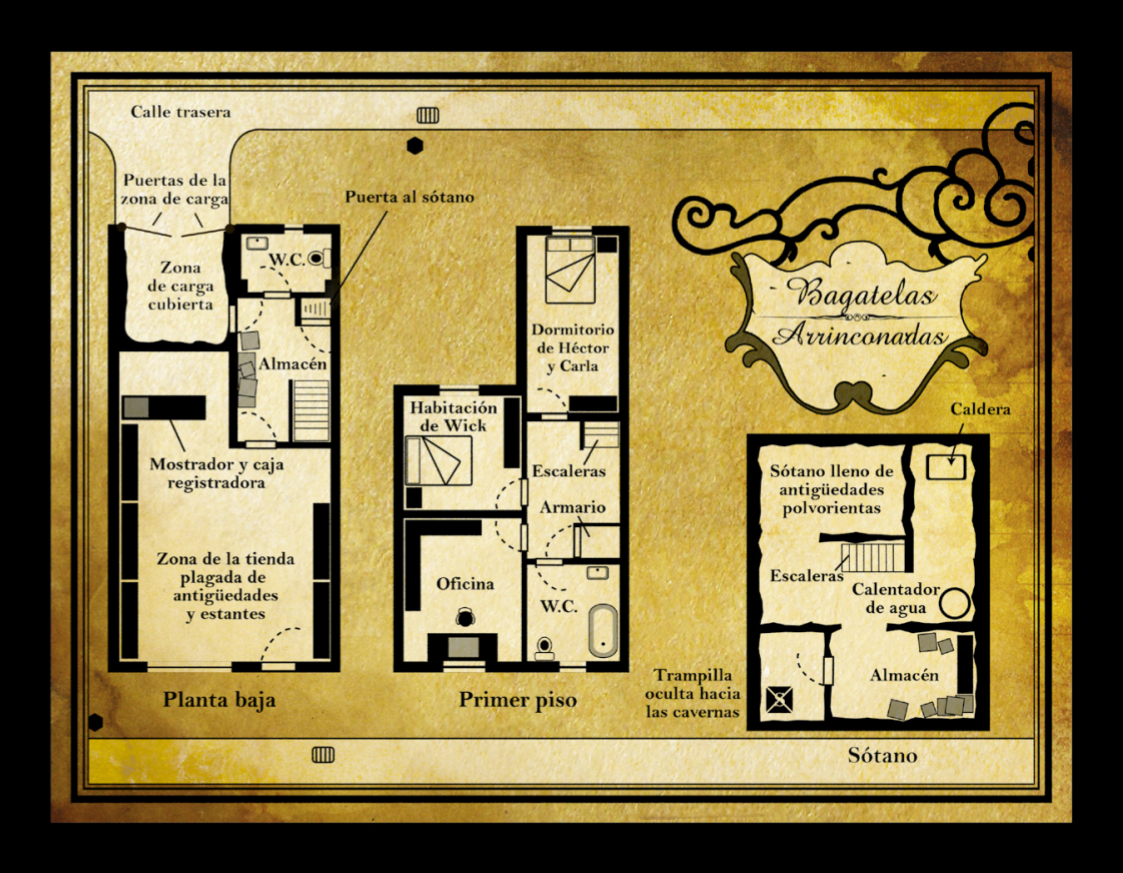 Calle trasera
Puertas de la
zona de carga
Puerta al sótano
W.C.
Zona
de carga
cubierta
Almacén
Mostrador y caja
registradora
Zona de la tienda
plagada de
antigüedades
y estantes
Planta baja
Dormitorio
de Héctor
y Carla
Habitación
de Wick
Escaleras
Armario
Oficina
W.C.
Primer piso
Bagatelas
Arrinconadas
Caldera
Sótano lleno de
antigüedades
polvorientas
Escaleras
Calentador
de agua
Almacén
Trampilla
oculta hacia
las cavernas
Sótano